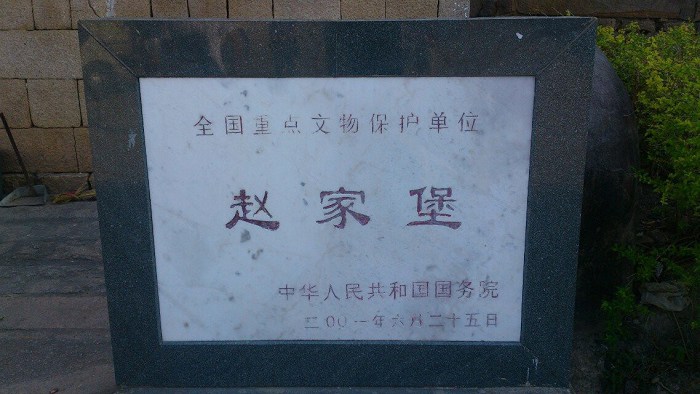 全国重点文物保护单位
赵家堡
中华人民共和国国务院
二〇〇一年六月二十五日